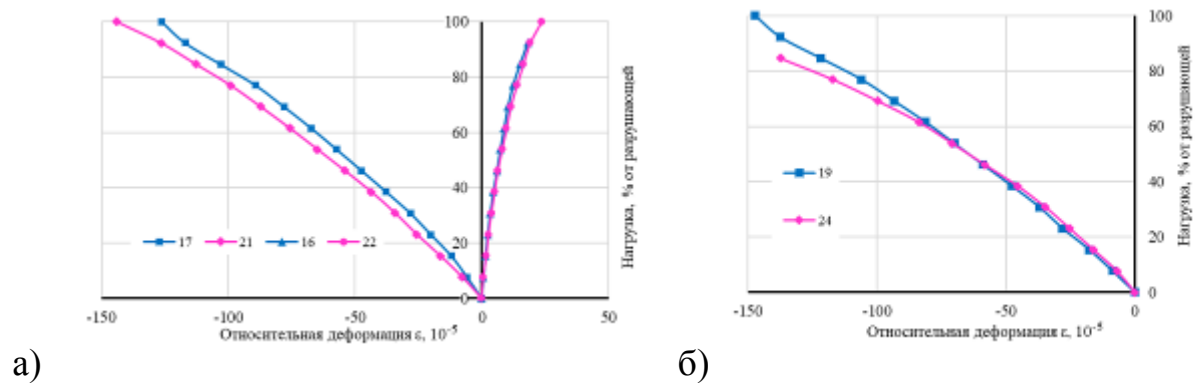 100
80
60
40
20
0
Нагрузка, % от разрушающей
17 21 16 22
-150 -100 -50 0 50
Относительная деформация ε, 10⁻⁵
а)
100
80
60
40
20
0
Нагрузка, % от разрушающей
19
24
-150 -100 -50 0
Относительная деформация ε, 10⁻⁵
б)